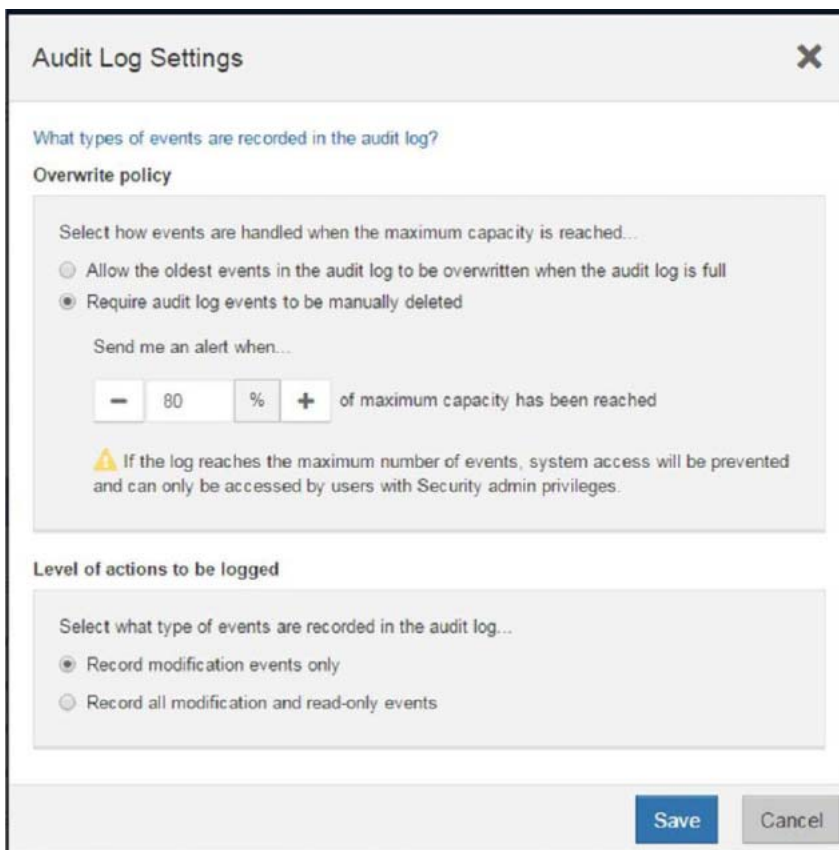 Audit Log Settings
What types of events are recorded in the audit log?
Overwrite policy
Select how events are handled when the maximum capacity is reached...
Allow the oldest events in the audit log to be overwritten when the audit log is full
Require audit log events to be manually deleted
Send me an alert when...
80 % of maximum capacity has been reached
If the log reaches the maximum number of events, system access will be prevented
and can only be accessed by users with Security admin privileges.
Level of actions to be logged
Select what type of events are recorded in the audit log...
Record modification events only
Record all modification and read-only events
Save Cancel